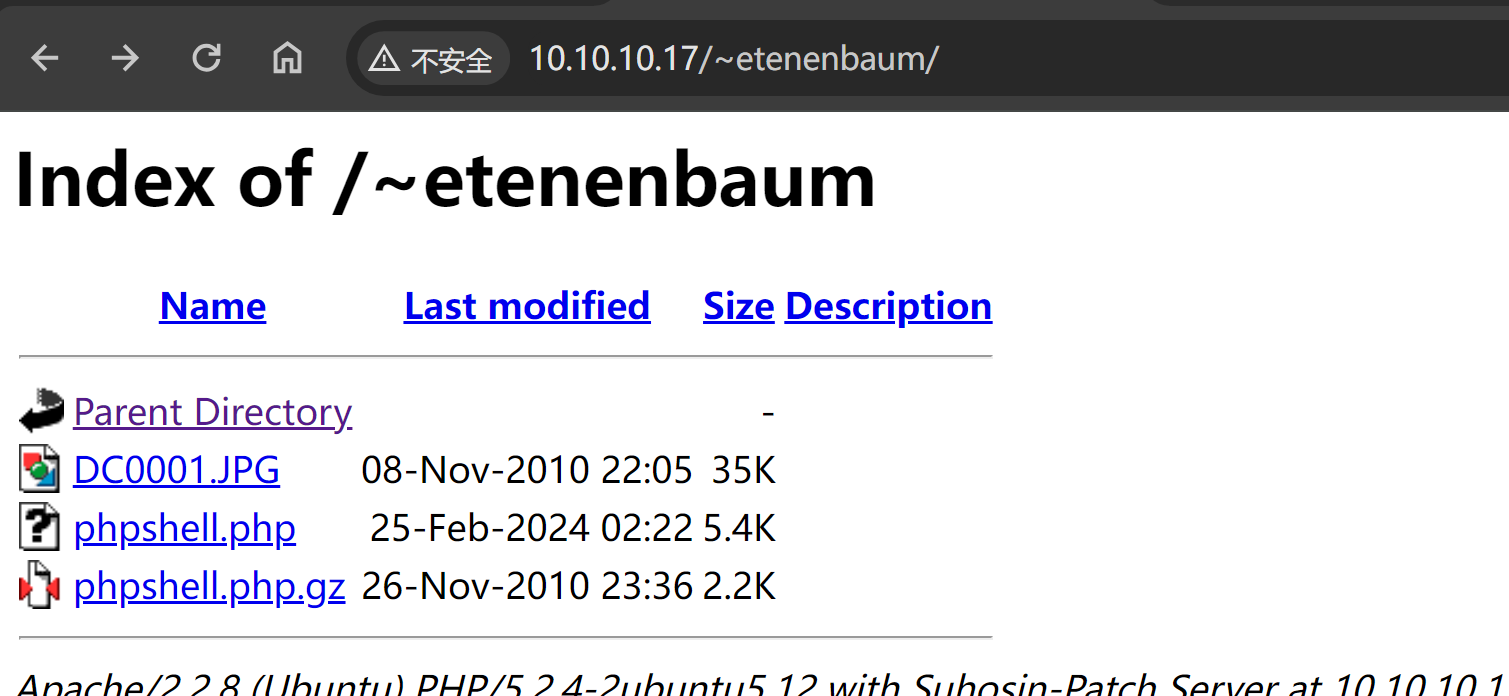 不安全 10.10.10.17/~etenenbaum/
Index of /~etenenbaum
Name Last modified Size Description
Parent Directory -
DC0001.JPG 08-Nov-2010 22:05 35K
phpshell.php 25-Feb-2024 02:22 5.4K
phpshell.php.gz 26-Nov-2010 23:36 2.2K
Apache/2.2.8 (Ubuntu) PHP/5.2.4-2ubuntu5.12 with Suhosin-Patch Server at 10.10.10.1